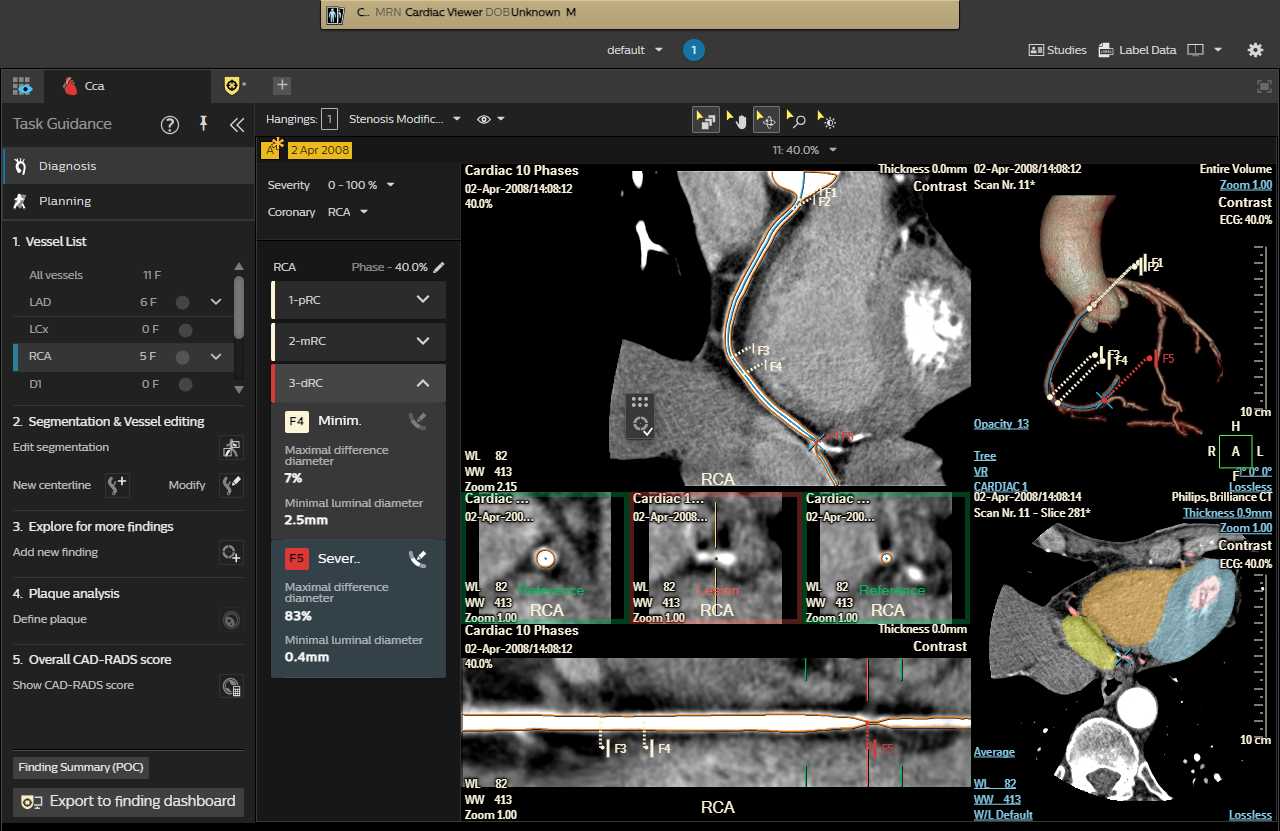 C.. MRN Cardiac Viewer DOB Unknown M
default 1
Studies Label Data
Cca
Task Guidance
Diagnosis
Planning
1. Vessel List
All vessels 11 F
LAD 6 F
LCx 0 F
RCA 5 F
D1 0 F
2. Segmentation & Vessel editing
Edit segmentation
New centerline Modify
3. Explore for more findings
Add new finding
4. Plaque analysis
Define plaque
5. Overall CAD-RADS score
Show CAD-RADS score
Finding Summary (POC)
Export to finding dashboard
Hangings: 1 Stenosis Modific...
A 2 Apr 2008
11: 40.0%
Severity 0 - 100 %
Coronary RCA
RCA Phase - 40.0%
1-pRC
2-mRC
3-dRC
F4 Minim.
Maximal difference
diameter
7%
Minimal luminal diameter
2.5mm
F5 Sever..
Maximal difference
diameter
83%
Minimal luminal diameter
0.4mm
Cardiac 10 Phases
02-Apr-2008/14:08:12
40.0%
Thickness 0.0mm
Contrast
F1
F2
F3
F4
WL 82
WW 413
Zoom 2.15
RCA
02-Apr-2008/14:08:12
Scan Nr. 11*
Entire Volume
Zoom 1.00
Contrast
ECG: 40.0%
F2
F4
F5
10 cm
Opacity 13
Tree
VR
CARDIAC 1
H
R A L
F
0° 0° 0°
Lossless
Cardiac ...
02-Apr-200...
WL 82
WW 413
Zoom 1.00
Reference
RCA
Cardiac 1...
02-Apr-2008...
WL 82
WW 413
Zoom 1.00
Lesion
RCA
Cardiac ...
02-Apr-200...
WL 82
WW 413
Zoom 1.00
Reference
RCA
Cardiac 10 Phases
02-Apr-2008/14:08:12
40.0%
Thickness 0.0mm
Contrast
F3
F4
F5
WL 82
WW 413
Zoom 1.00
RCA
02-Apr-2008/14:08:14
Scan Nr. 11 - Slice 281*
Philips, Brilliance CT
Thickness 0.9mm
Zoom 1.00
Contrast
ECG: 40.0%
10 cm
Average
WL 82
WW 413
W/L Default
Lossless